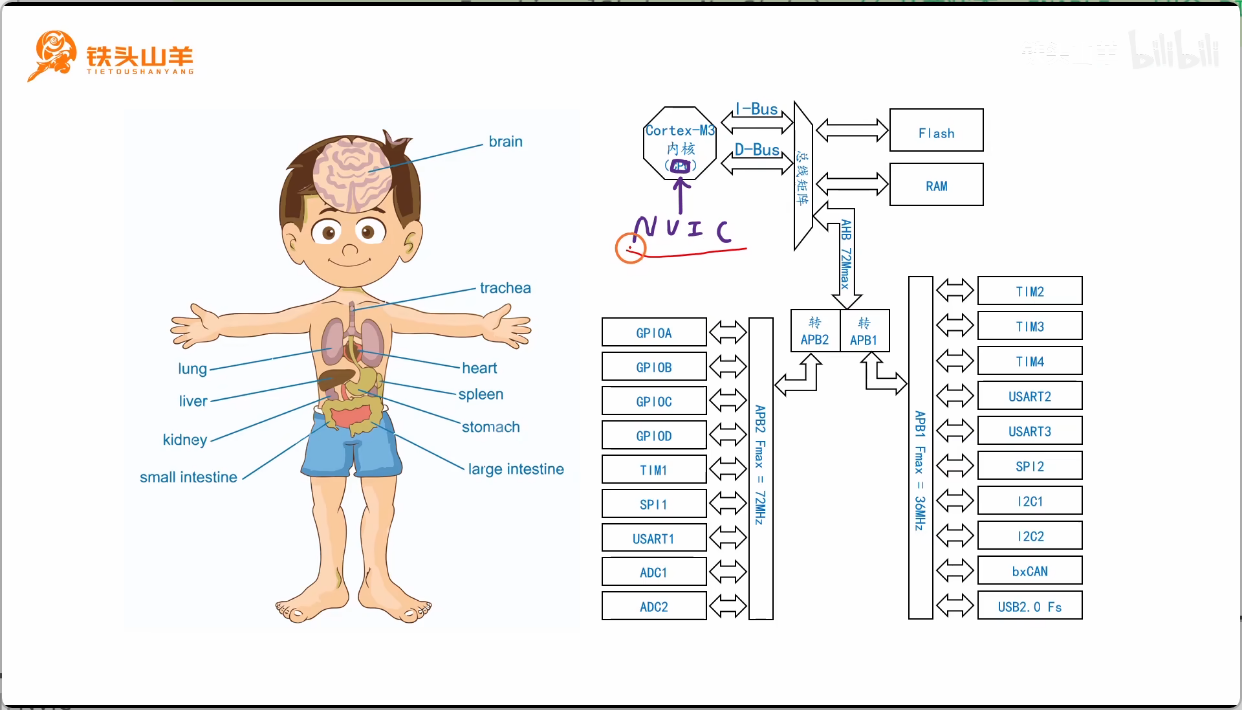 铁头山羊
TIETOUSHANYANG
bilibili
brain
trachea
lung
heart
liver
spleen
kidney
stomach
small intestine
large intestine
Cortex-M3
内核
I-Bus
D-Bus
总线矩阵
Flash
RAM
NVIC
AHB 72Mmax
转
APB2
转
APB1
GPIOA
GPIOB
GPIOC
GPIOD
TIM1
SPI1
USART1
ADC1
ADC2
APB2 Fmax = 72MHz
APB1 Fmax = 36MHz
TIM2
TIM3
TIM4
USART2
USART3
SPI2
I2C1
I2C2
bxCAN
USB2.0 Fs